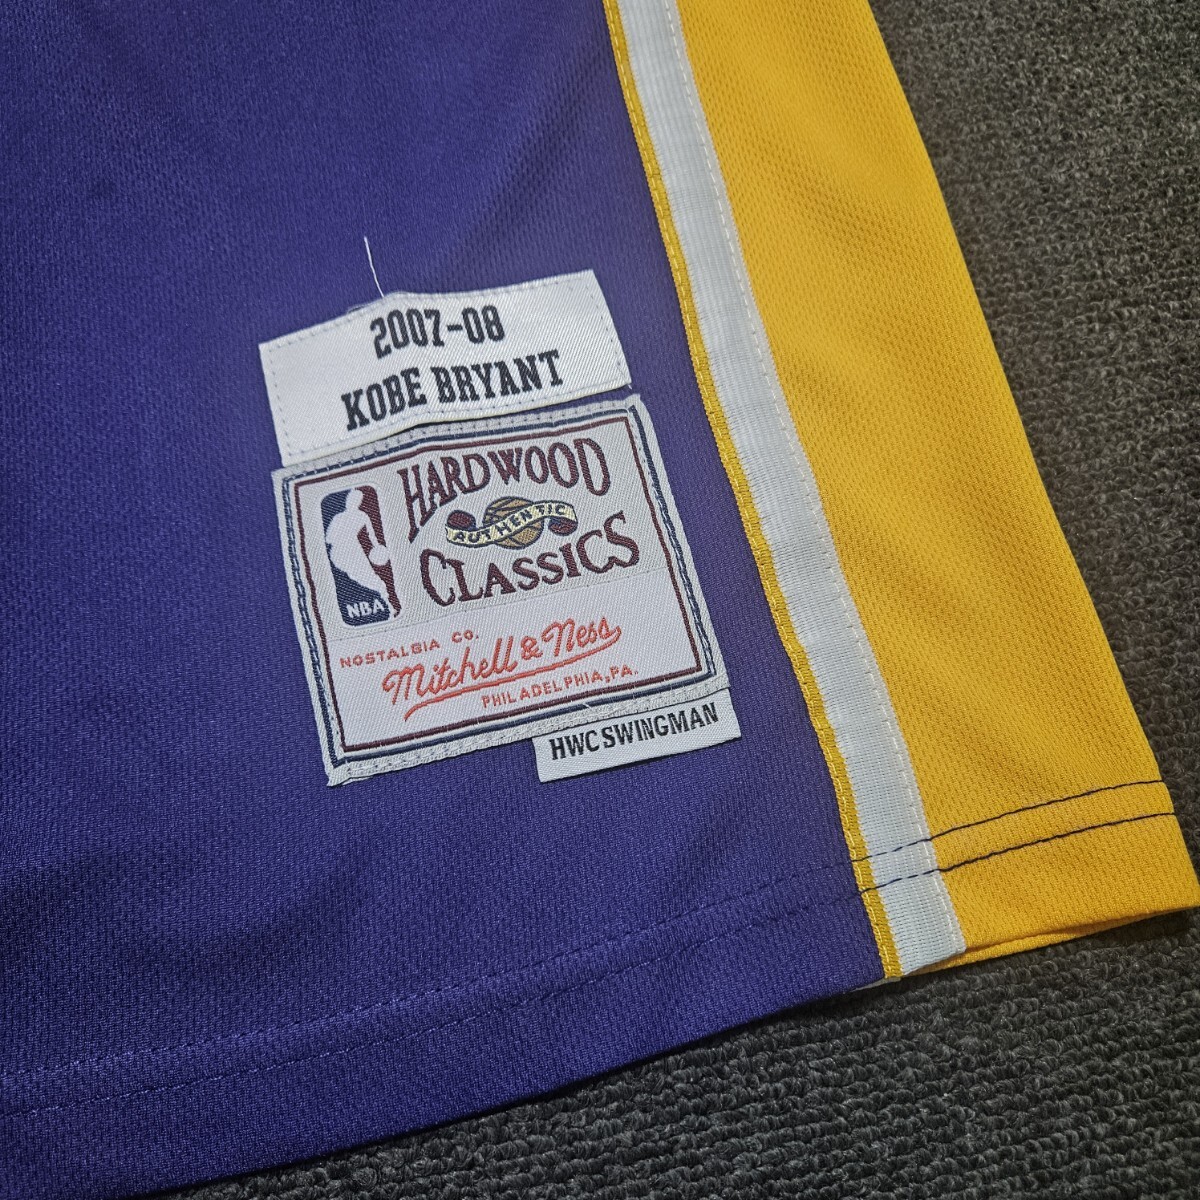 2007-08
KOBE BRYANT
HARDWOOD
AUTHENTIC
CLASSICS
NBA
NOSTALGIA CO.
Mitchell & Ness
PHILADELPHIA, PA.
HWC SWINGMAN